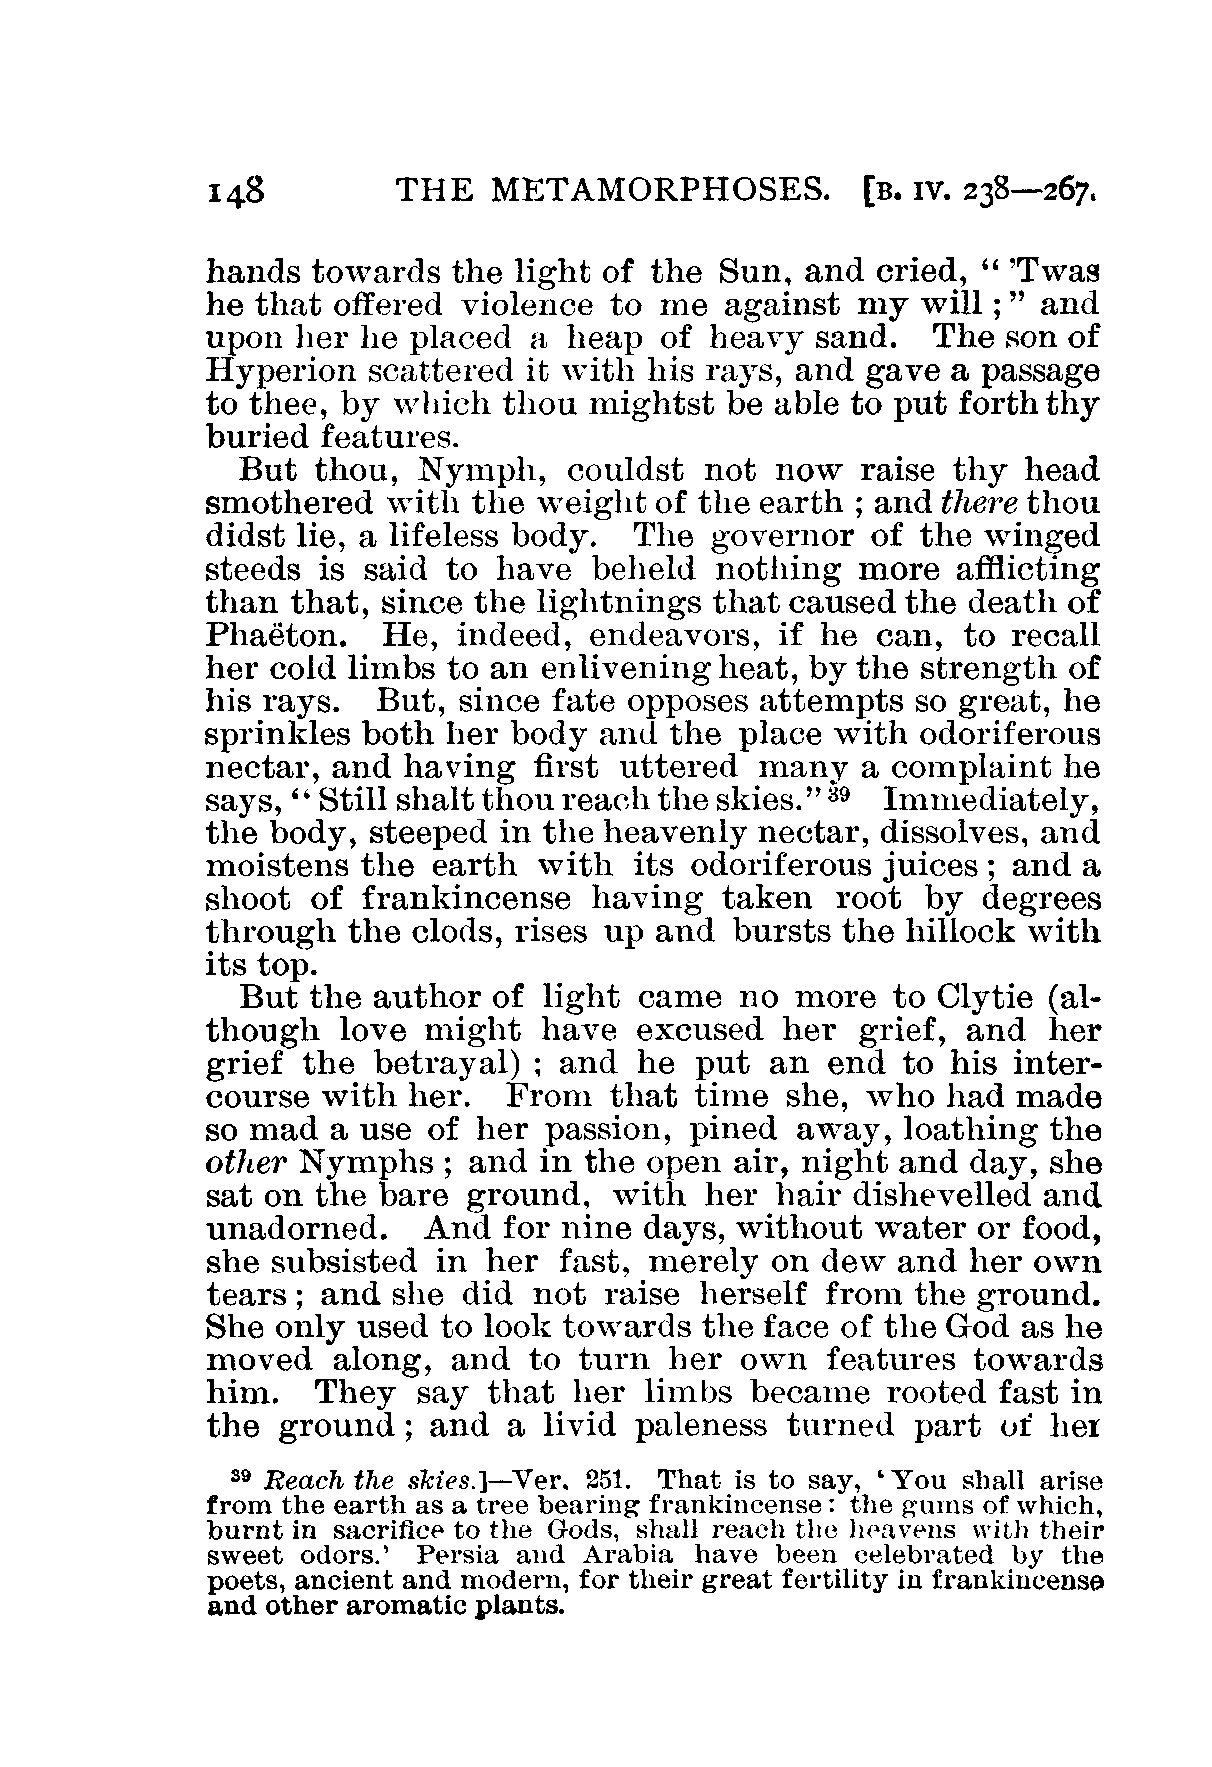 148 THE METAMORPHOSES. [B. IV. 238—267.
hands towards the light of the Sun, and cried, “ ’Twas
he that offered violence to me against my will ; ” and
upon her he placed a heap of heavy sand. The son of
Hyperion scattered it with his rays, and gave a passage
to thee, by which thou mightst be able to put forth thy
buried features.
But thou, Nymph, couldst not now raise thy head
smothered with the weight of the earth ; and there thou
didst lie, a lifeless body. The governor of the winged
steeds is said to have beheld nothing more afflicting
than that, since the lightnings that caused the death of
Phaëton. He, indeed, endeavors, if he can, to recall
her cold limbs to an enlivening heat, by the strength of
his rays. But, since fate opposes attempts so great, he
sprinkles both her body and the place with odoriferous
nectar, and having first uttered many a complaint he
says, “ Still shalt thou reach the skies.” 39 Immediately,
the body, steeped in the heavenly nectar, dissolves, and
moistens the earth with its odoriferous juices ; and a
shoot of frankincense having taken root by degrees
through the clods, rises up and bursts the hillock with
its top.
But the author of light came no more to Clytie (al-
though love might have excused her grief, and her
grief the betrayal) ; and he put an end to his inter-
course with her. From that time she, who had made
so mad a use of her passion, pined away, loathing the
other Nymphs ; and in the open air, night and day, she
sat on the bare ground, with her hair dishevelled and
unadorned. And for nine days, without water or food,
she subsisted in her fast, merely on dew and her own
tears ; and she did not raise herself from the ground.
She only used to look towards the face of the God as he
moved along, and to turn her own features towards
him. They say that her limbs became rooted fast in
the ground ; and a livid paleness turned part of her
39 Reach the skies.]—Ver. 251. That is to say, ‘ You shall arise
from the earth as a tree bearing frankincense : the gums of which,
burnt in sacrifice to the Gods, shall reach the heavens with their
sweet odors.’ Persia and Arabia have been celebrated by the
poets, ancient and modern, for their great fertility in frankincense
and other aromatic plants.